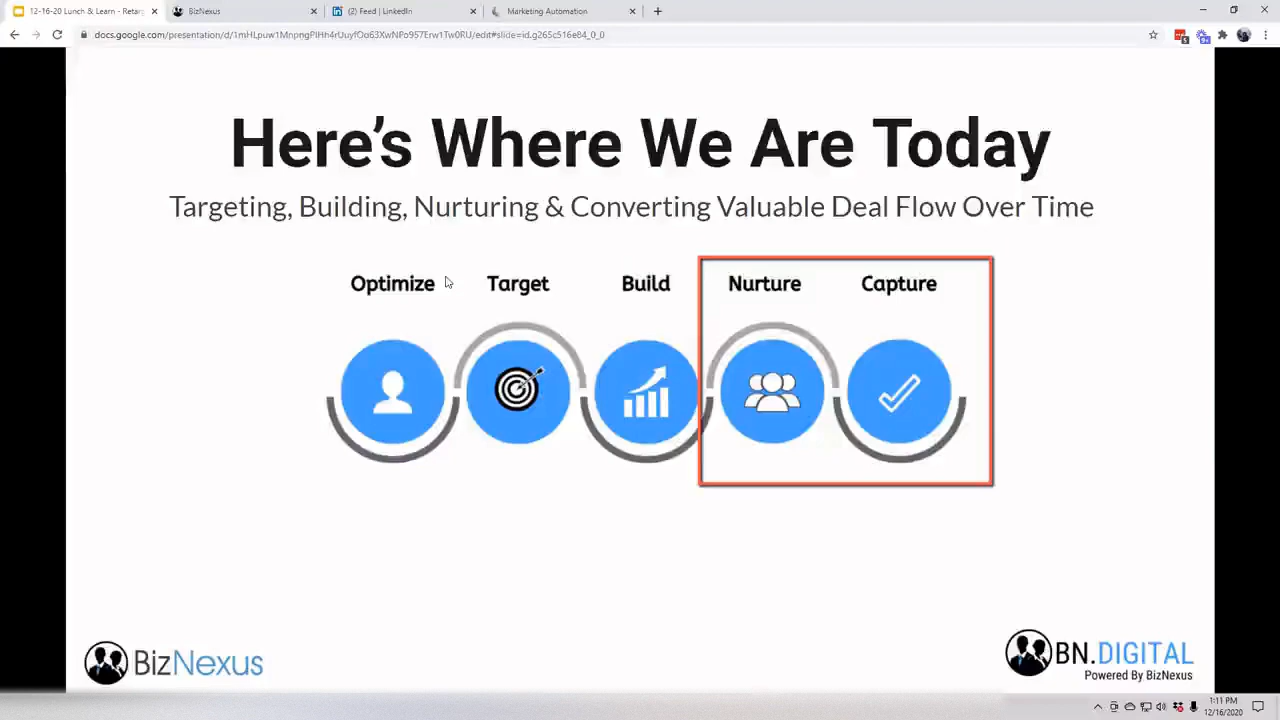 12-16-20 Lunch & Learn - Retarg
BizNexus
(2) Feed | LinkedIn
Marketing Automation
Here's Where We Are Today
Targeting, Building, Nurturing & Converting Valuable Deal Flow Over Time
Optimize Target Build Nurture Capture
BizNexus
BN.DIGITAL
Powered By BizNexus
1:11 PM
12/16/2020